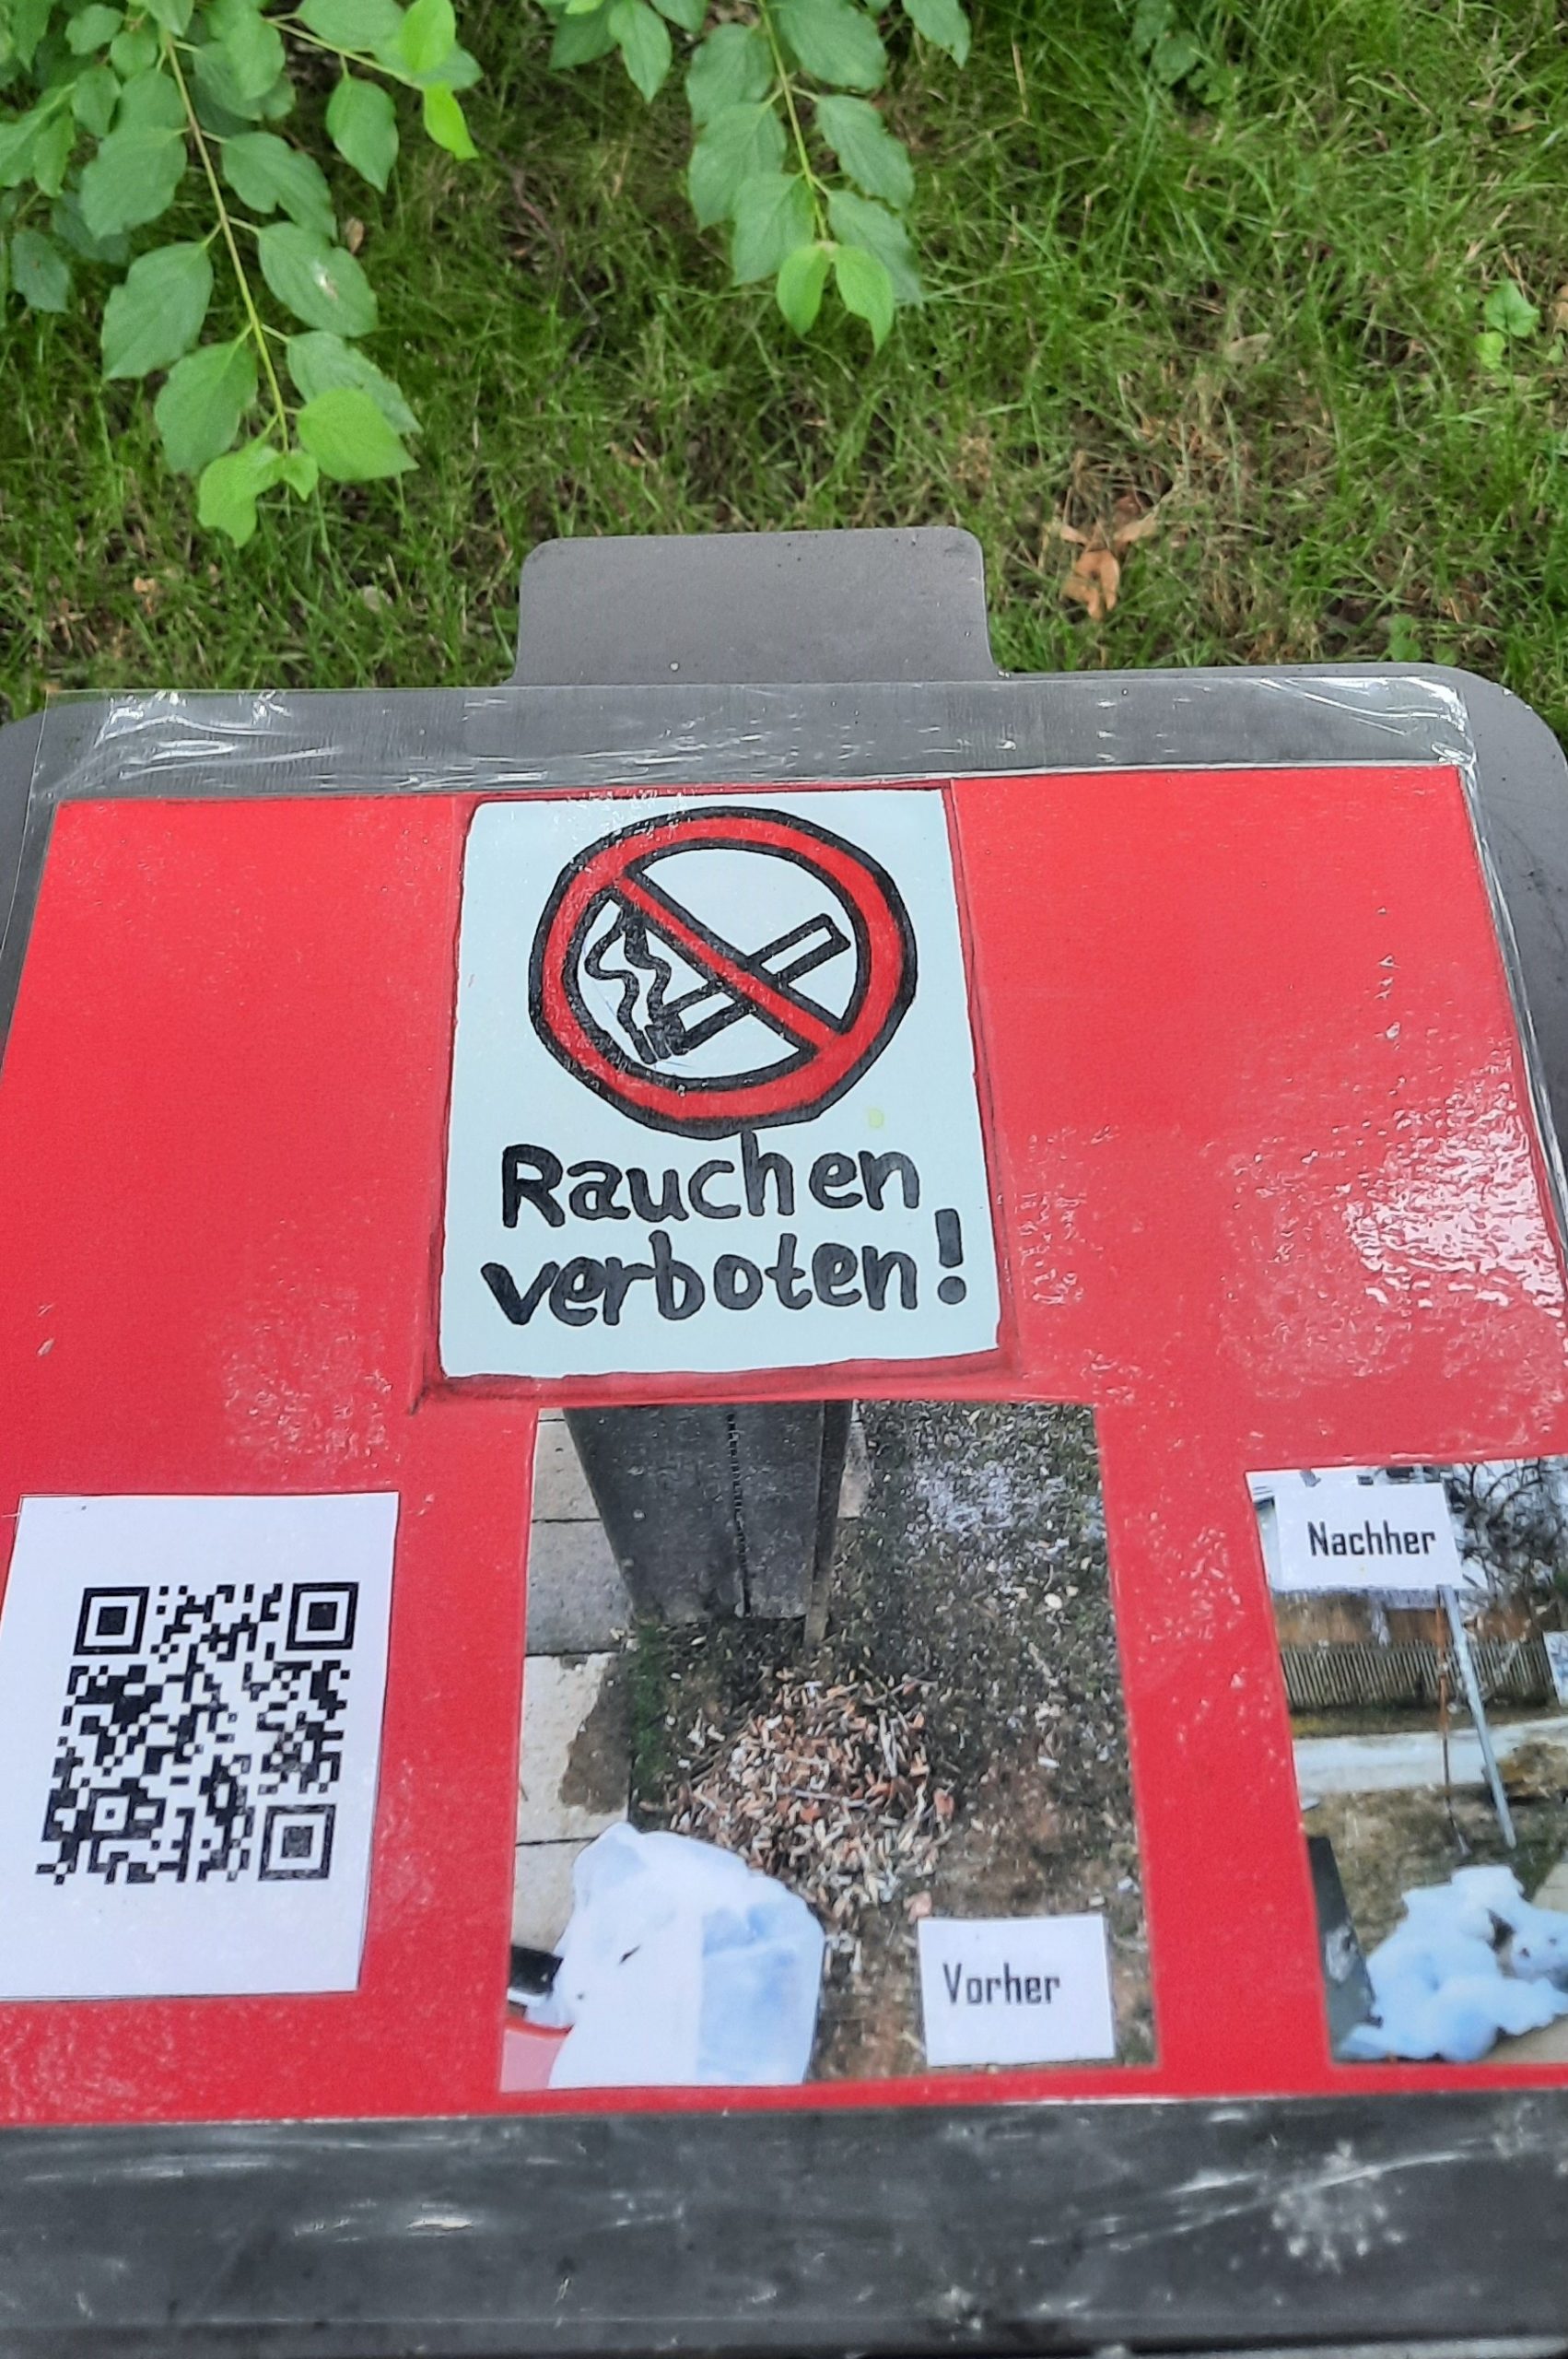 Rauchen
verboten!
Nachher
Vorher